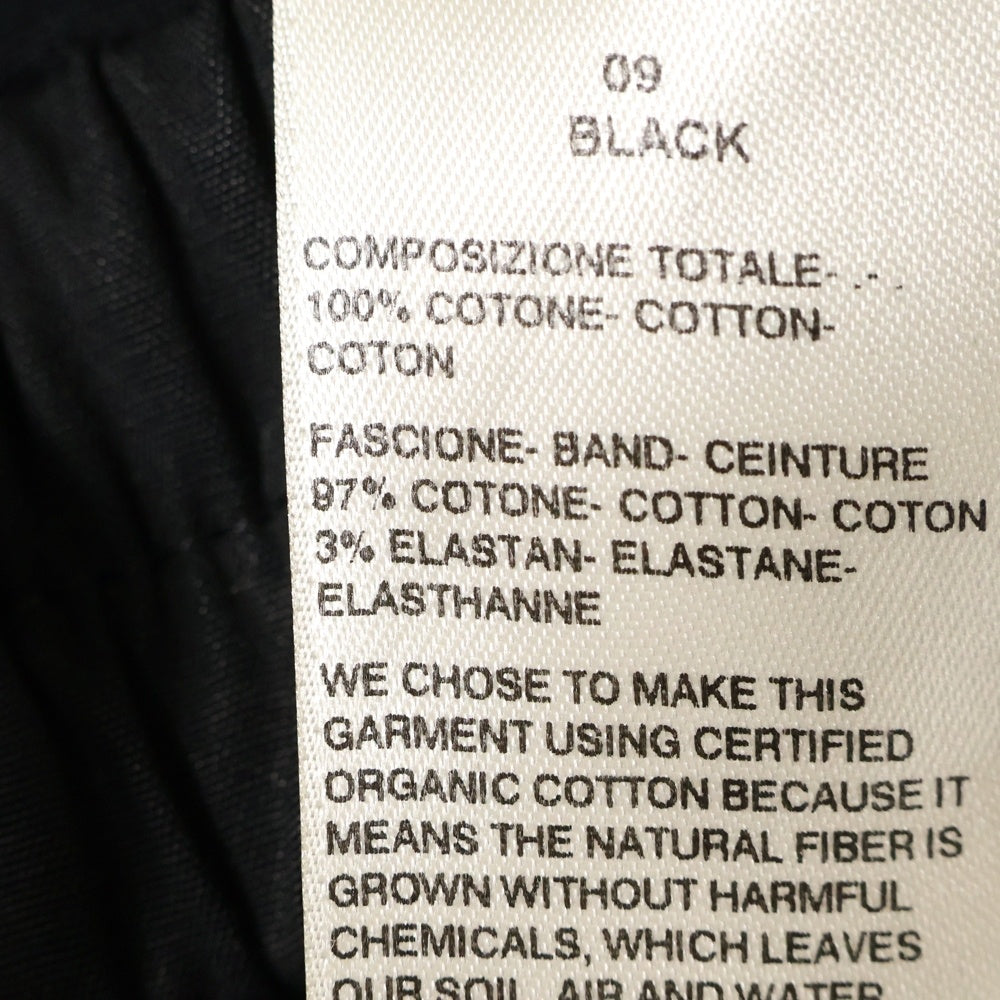 09
BLACK
COMPOSIZIONE TOTALE- .- .
100% COTONE- COTTON-
COTON
FASCIONE- BAND- CEINTURE
97% COTONE- COTTON- COTON
3% ELASTAN- ELASTANE-
ELASTHANNE
WE CHOSE TO MAKE THIS
GARMENT USING CERTIFIED
ORGANIC COTTON BECAUSE IT
MEANS THE NATURAL FIBER IS
GROWN WITHOUT HARMFUL
CHEMICALS, WHICH LEAVES
OUR SOIL, AIR AND WATER